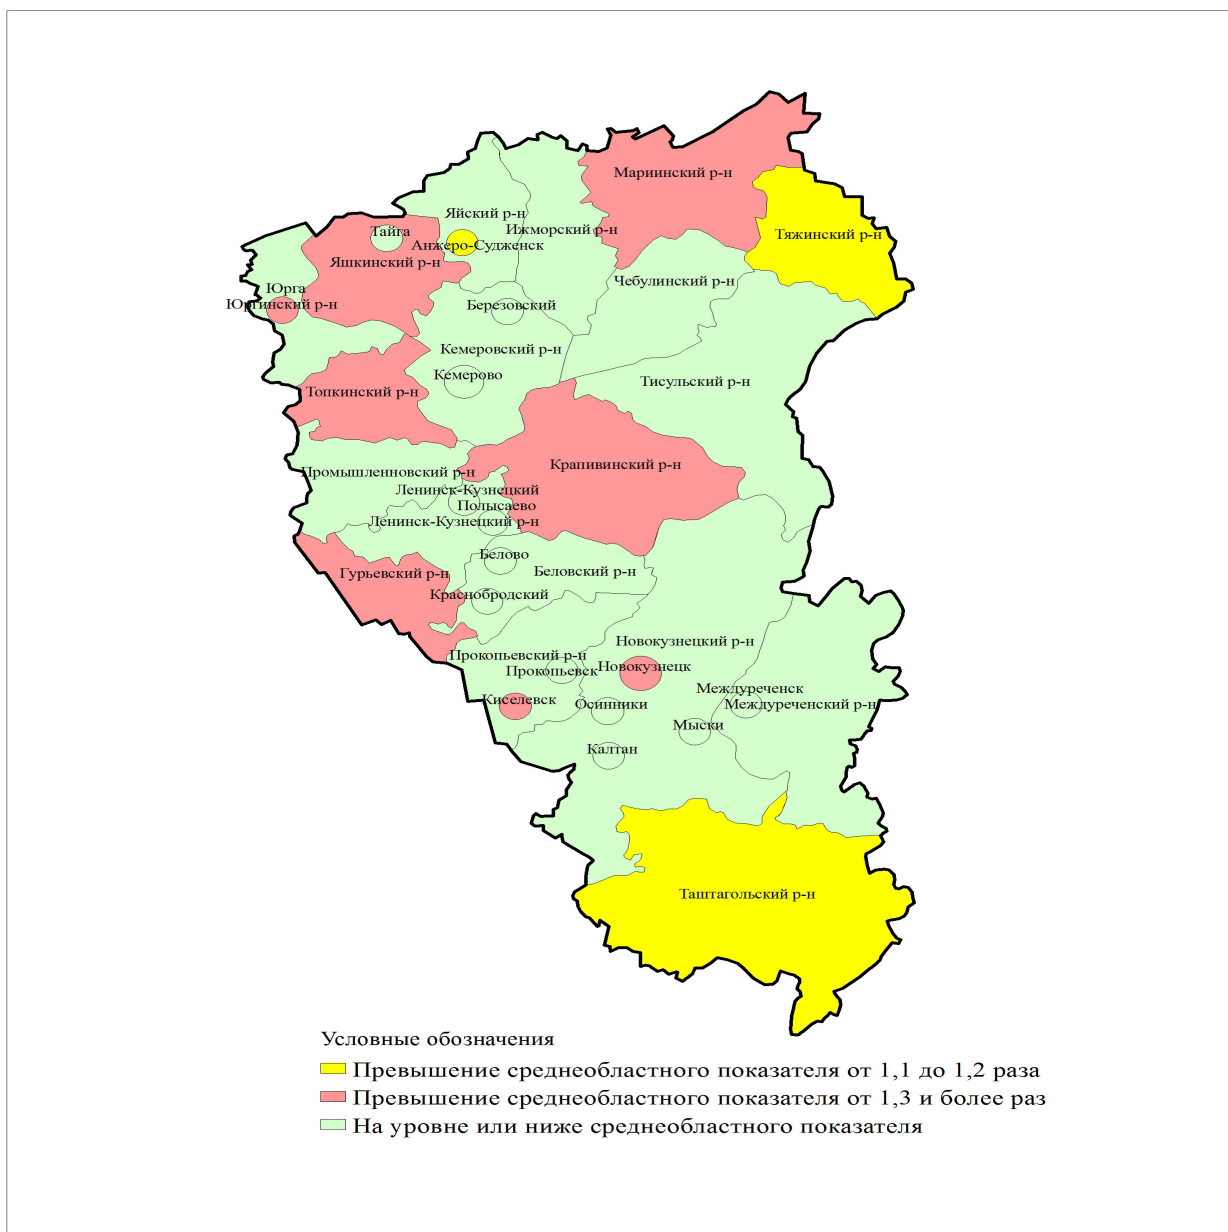 Мариинский р-н
Яйский р-н
Ижморский р-н
Тайга
Анжеро-Судженск
Тяжинский р-н
Яшкинский р-н
Чебулинский р-н
Юрга
Юргинский р-н
Березовский
Кемеровский р-н
Кемерово
Тисульский р-н
Топкинский р-н
Крапивинский р-н
Промышленновский р-н
Ленинск-Кузнецкий
Полысаево
Ленинск-Кузнецкий р-н
Белово
Беловский р-н
Гурьевский р-н
Краснобродский
Новокузнецкий р-н
Прокопьевский р-н
Прокопьевск
Новокузнецк
Междуреченск
Киселевск
Осинники
Междуреченский р-н
Мыски
Калтан
Таштагольский р-н
Условные обозначения
Превышение среднеобластного показателя от 1,1 до 1,2 раза
Превышение среднеобластного показателя от 1,3 и более раз
На уровне или ниже среднеобластного показателя